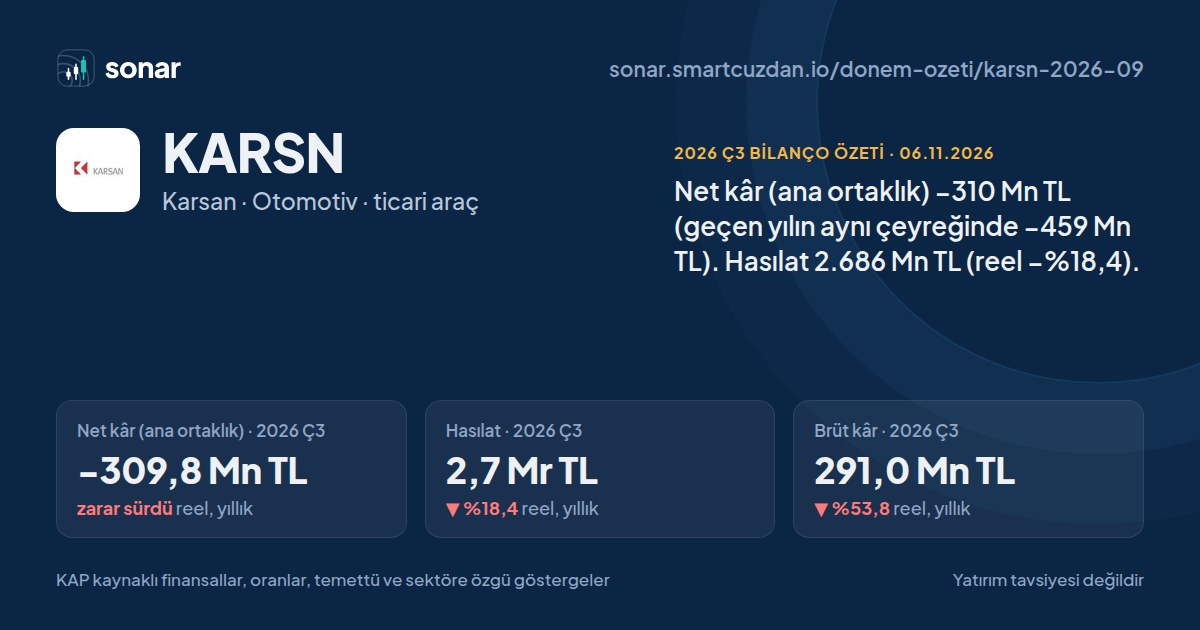 sonar
sonar.smartcuzdan.io/donem-ozeti/karsn-2026-09
KARSAN
KARSN
Karsan · Otomotiv · ticari araç
2026 Ç3 BİLANÇO ÖZETİ · 06.11.2026
Net kâr (ana ortaklık) −310 Mn TL
(geçen yılın aynı çeyreğinde −459 Mn
TL). Hasılat 2.686 Mn TL (reel −%18,4).
Net kâr (ana ortaklık) · 2026 Ç3
−309,8 Mn TL
zarar sürdü reel, yıllık
Hasılat · 2026 Ç3
2,7 Mr TL
▼ %18,4 reel, yıllık
Brüt kâr · 2026 Ç3
291,0 Mn TL
▼ %53,8 reel, yıllık
KAP kaynaklı finansallar, oranlar, temettü ve sektöre özgü göstergeler
Yatırım tavsiyesi değildir